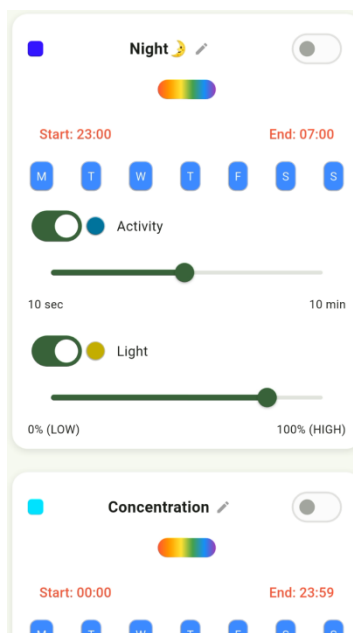 Night🌛
Start: 23:00 End: 07:00
M T W T F S S
Activity
10 sec 10 min
Light
0% (LOW) 100% (HIGH)
Concentration
Start: 00:00 End: 23:59
M T W T F S S